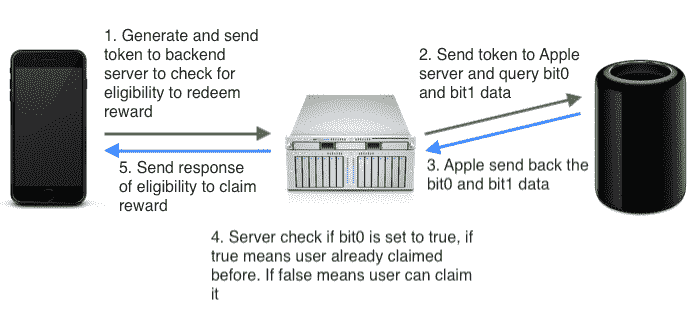 1. Generate and send
token to backend
server to check for
eligibility to redeem
reward
2. Send token to Apple
server and query bit0
and bit1 data
3. Apple send back the
bit0 and bit1 data
5. Send response
of eligibility to claim
reward
4. Server check if bit0 is set to true, if
true means user already claimed
before. If false means user can claim
it